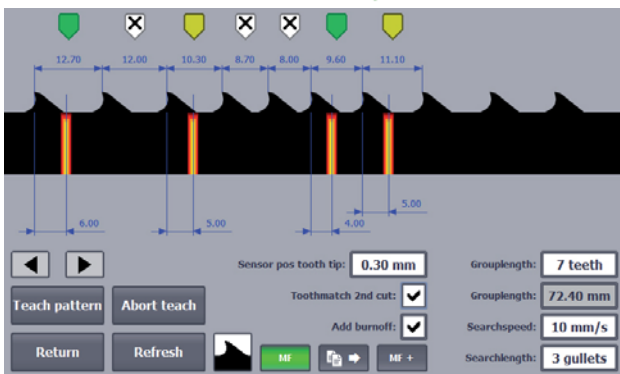 12.70 12.00 10.30 8.70 8.00 9.60 11.10
5.00
6.00 5.00 4.00
Sensor pos tooth tip: 0.30 mm Grouplength: 7 teeth
Teach pattern Abort teach Toothmatch 2nd cut: Grouplength: 72.40 mm
Add burnoff: Searchspeed: 10 mm/s
Return Refresh MF MF + Searchlength: 3 gullets